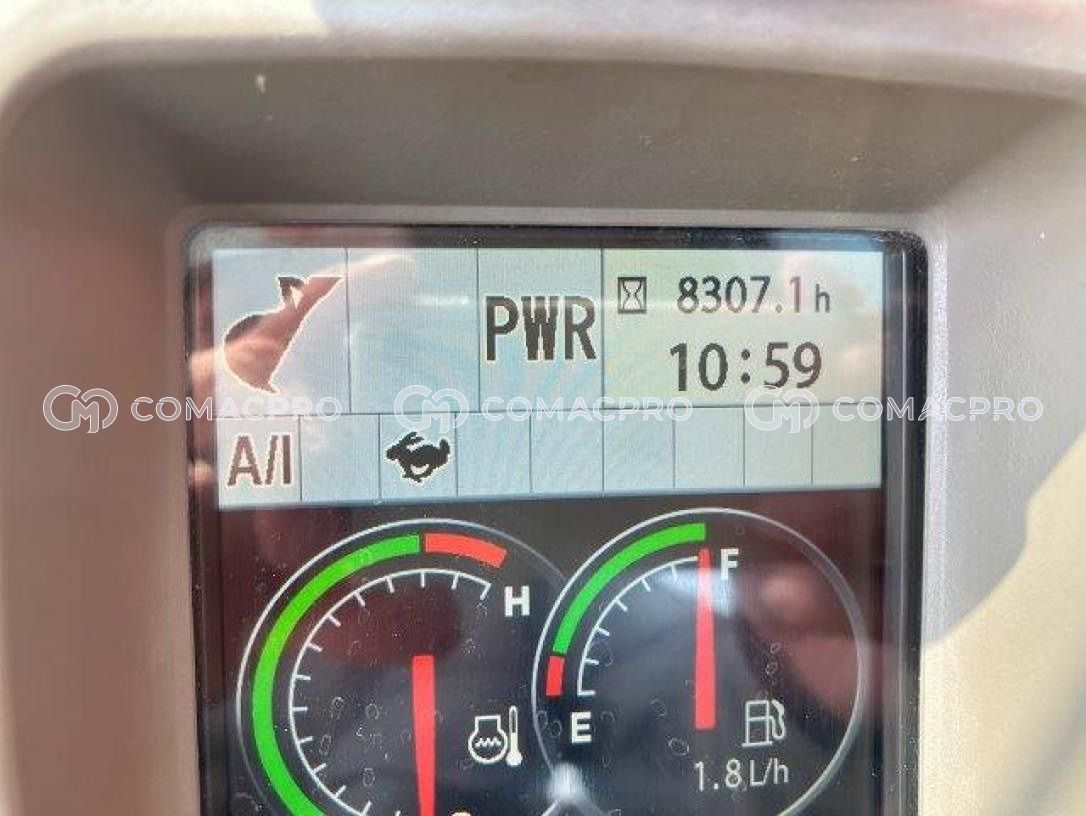 PWR
8307.1 h
10:59
COMACPRO COMACPRO COMACPRO
A/I
H
F
E
1.8 L/h